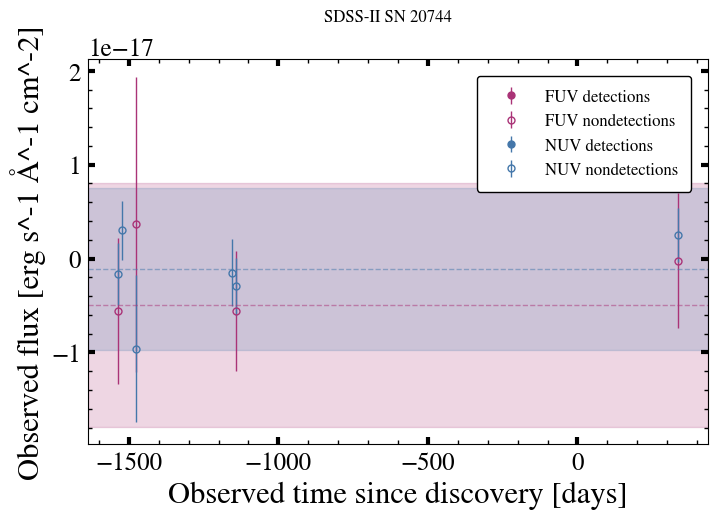 SDSS-II SN 20744
1e−17
2
1
0
−1
Observed flux [erg s^-1 Å^-1 cm^-2]
FUV detections
FUV nondetections
NUV detections
NUV nondetections
−1500 −1000 −500 0
Observed time since discovery [days]